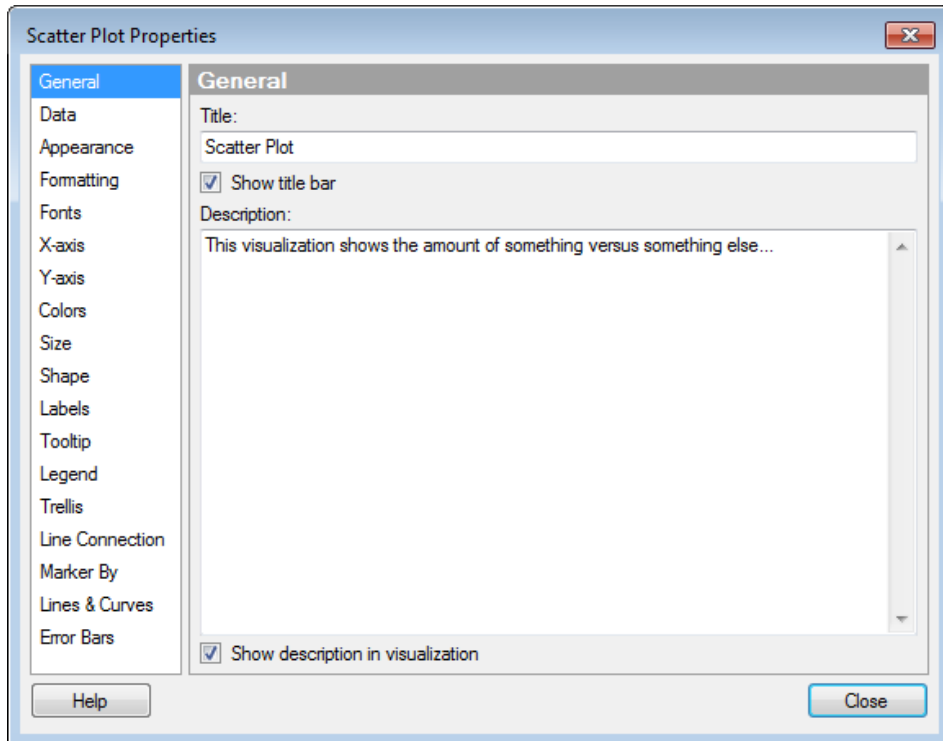 Scatter Plot Properties
General
Data
Appearance
Formatting
Fonts
X-axis
Y-axis
Colors
Size
Shape
Labels
Tooltip
Legend
Trellis
Line Connection
Marker By
Lines & Curves
Error Bars
General
Title:
Scatter Plot
Show title bar
Description:
This visualization shows the amount of something versus something else...
Show description in visualization
Help
Close